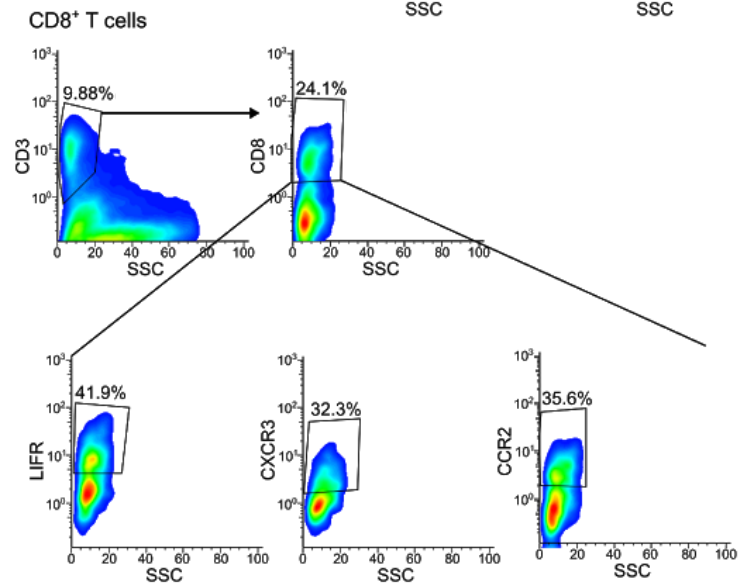 SSC SSC
CD8⁺ T cells
10³ 10² 10¹ 10⁰
CD3
9.88%
0 20 40 60 80 100
SSC
10³ 10² 10¹ 10⁰
CD8
24.1%
0 20 40 60 80 100
SSC
10³ 10² 10¹ 10⁰
LIFR
41.9%
0 20 40 60 80 100
SSC
10³ 10² 10¹ 10⁰
CXCR3
32.3%
0 20 40 60 80 100
SSC
10³ 10² 10¹ 10⁰
CCR2
35.6%
0 20 40 60 80 100
SSC